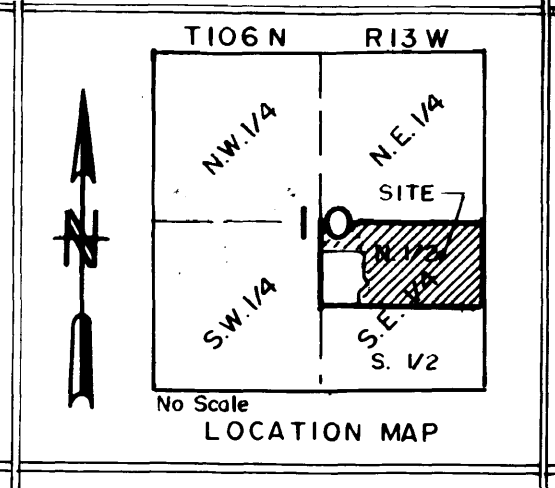 T106N R13W
N.W. 1/4
N.E. 1/4
SITE
10
N
N. 1/2
S.W. 1/4
S.E. 1/4
S. 1/2
No Scale
LOCATION MAP